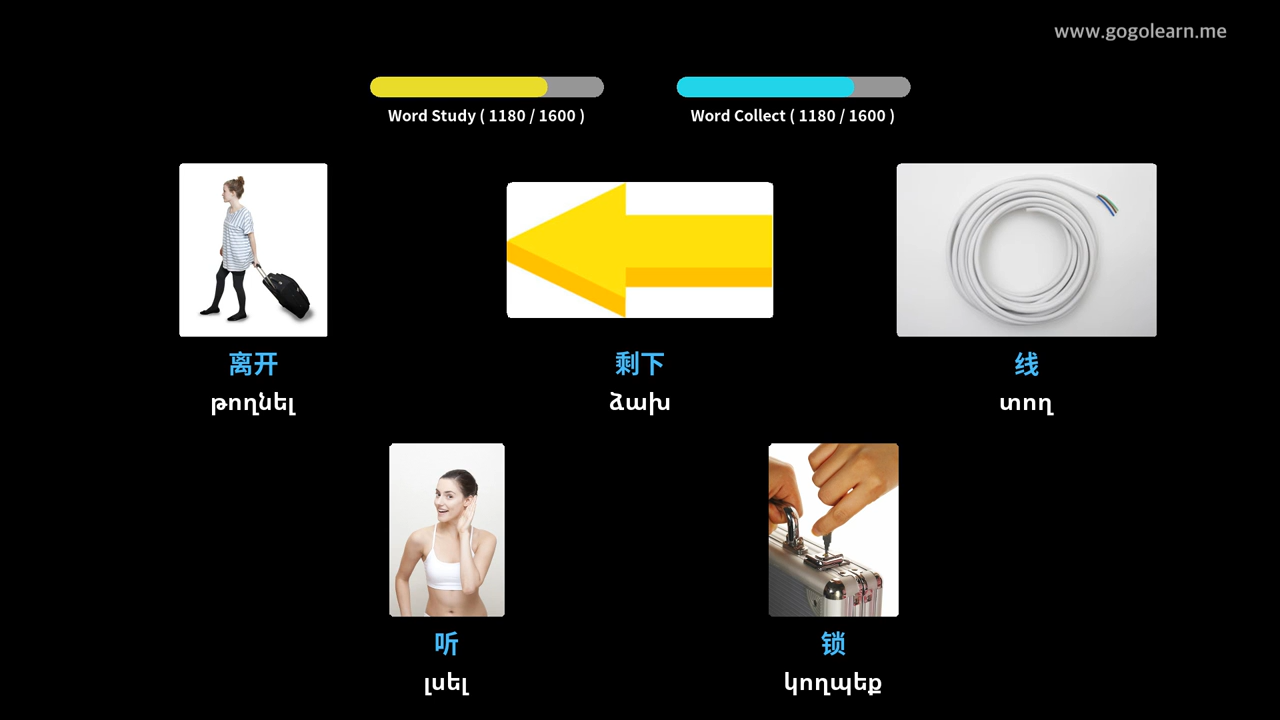 www.gogolearn.me
Word Study ( 1180 / 1600 )
Word Collect ( 1180 / 1600 )
离开
թողնել
剩下
ձախ
线
տող
听
լսել
锁
կողպեք